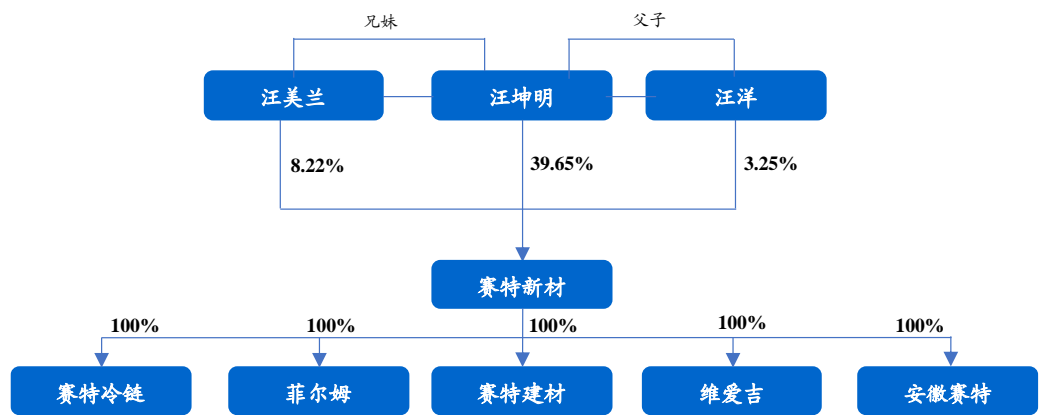 兄妹
父子
汪美兰
汪坤明
汪洋
8.22%
39.65%
3.25%
赛特新材
100%
100%
100%
100%
100%
赛特冷链
菲尔姆
赛特建材
维爱吉
安徽赛特